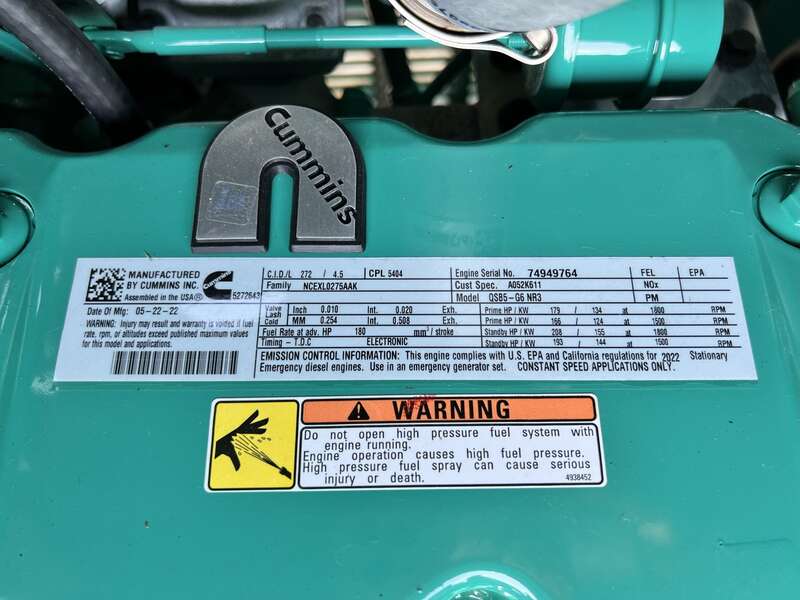 Cummins
MANUFACTURED BY CUMMINS INC.
Assembled in the USA®
Cummins
5272643
Date Of Mfg: 05-22-22
WARNING: Injury may result and warranty is voided if fuel
rate, rpm, or altitudes exceed published maximum values
for this model and applications.
C.I.D./L 272 / 4.5 CPL 5404 Engine Serial No. 74949764 FEL EPA
Family NCEXL0275AAK Cust Spec. A052K611 NOx
Model QSB5-G6 NR3 PM
Valve Lash Cold Inch 0.010 Int. 0.020 Exh. Prime HP / KW 179 / 134 at 1800 RPM
MM 0.254 Int. 0.508 Exh. Prime HP / KW 166 / 124 at 1500 RPM
Fuel Rate at adv. HP 180 mm³ / stroke Standby HP / KW 208 / 155 at 1800 RPM
Timing - T.D.C ELECTRONIC Standby HP / KW 193 / 144 at 1500 RPM
EMISSION CONTROL INFORMATION: This engine complies with U.S. EPA and California regulations for 2022 Stationary
Emergency diesel engines. Use in an emergency generator set. CONSTANT SPEED APPLICATIONS ONLY.
WARNING
Do not open high pressure fuel system with
engine running.
Engine operation causes high fuel pressure.
High pressure fuel spray can cause serious
injury or death.
4938452